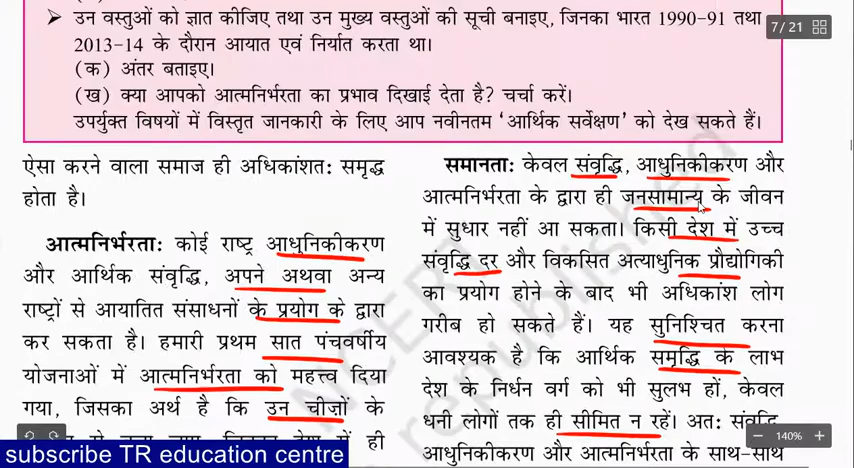 ➤ उन वस्तुओं को ज्ञात कीजिए तथा उन मुख्य वस्तुओं की सूची बनाइए, जिनका भारत 1990-91 तथा
2013-14 के दौरान आयात एवं निर्यात करता था।
(क) अंतर बताइए।
(ख) क्या आपको आत्मनिर्भरता का प्रभाव दिखाई देता है? चर्चा करें।
उपर्युक्त विषयों में विस्तृत जानकारी के लिए आप नवीनतम ‘आर्थिक सर्वेक्षण’ को देख सकते हैं।
7 / 21
ऐसा करने वाला समाज ही अधिकांशतः समृद्ध
होता है।
आत्मनिर्भरताः कोई राष्ट्र आधुनिकीकरण
और आर्थिक संवृद्धि, अपने अथवा अन्य
राष्ट्रों से आयातित संसाधनों के प्रयोग के द्वारा
कर सकता है। हमारी प्रथम सात पंचवर्षीय
योजनाओं में आत्मनिर्भरता को महत्त्व दिया
गया, जिसका अर्थ है कि उन चीज़ों के
में ही
समानताः केवल संवृद्धि, आधुनिकीकरण और
आत्मनिर्भरता के द्वारा ही जनसामान्य के जीवन
में सुधार नहीं आ सकता। किसी देश में उच्च
संवृद्धि दर और विकसित अत्याधुनिक प्रौद्योगिकी
का प्रयोग होने के बाद भी अधिकांश लोग
गरीब हो सकते हैं। यह सुनिश्चित करना
आवश्यक है कि आर्थिक समृद्धि के लाभ
देश के निर्धन वर्ग को भी सुलभ हों, केवल
धनी लोगों तक ही सीमित न रहें। अतः संवृद्धि,
आधुनिकीकरण और आत्मनिर्भरता के साथ-साथ
NCERT
republished
140%
subscribe TR education centre